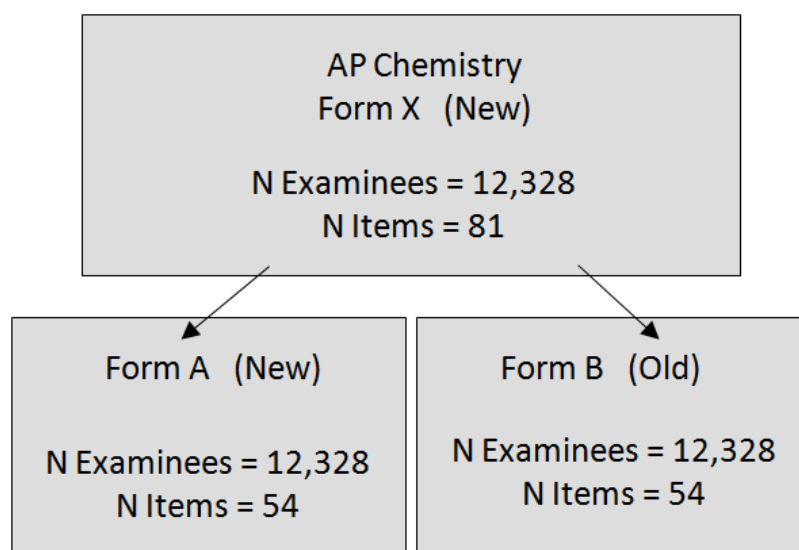 AP Chemistry
Form X (New)
N Examinees = 12,328
N Items = 81
Form A (New)
N Examinees = 12,328
N Items = 54
Form B (Old)
N Examinees = 12,328
N Items = 54